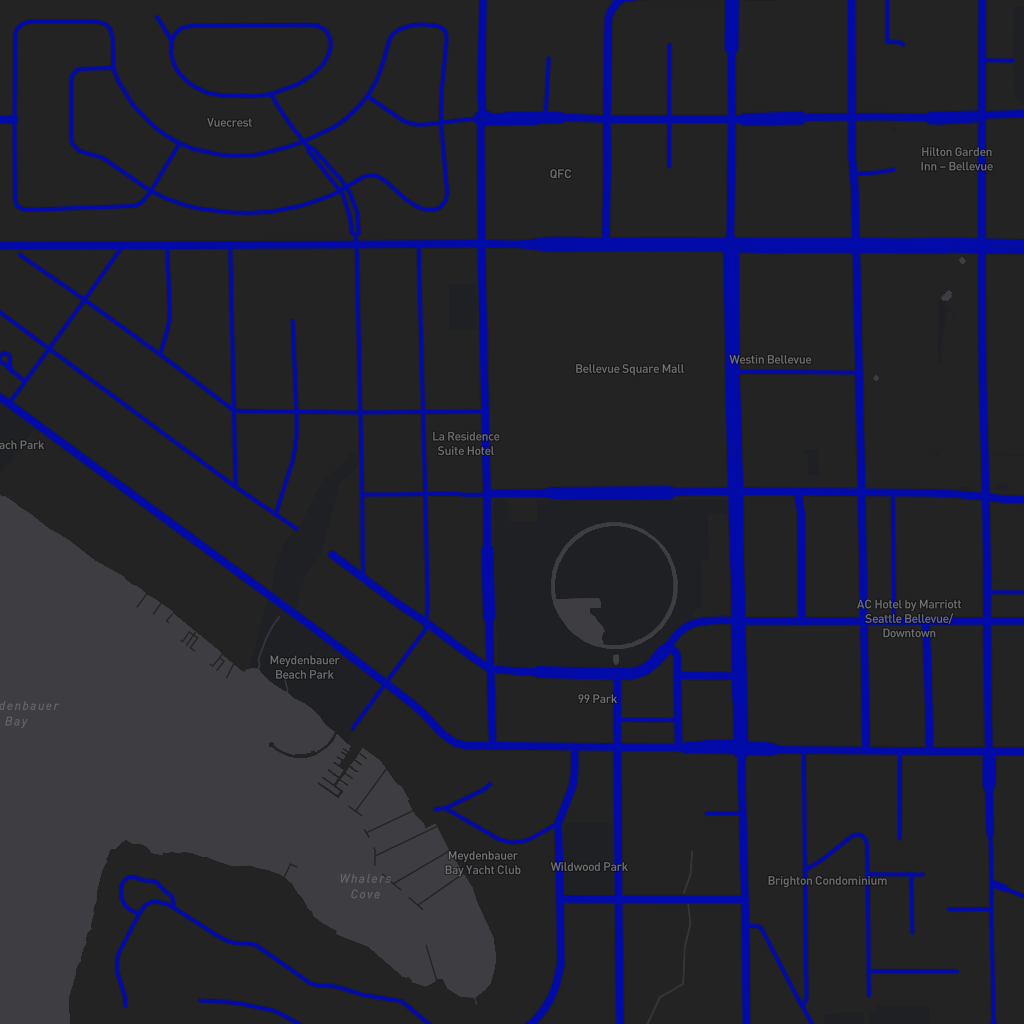 Vuecrest
QFC
Hilton Garden
Inn – Bellevue
Bellevue Square Mall
Westin Bellevue
La Residence
Suite Hotel
ach Park
AC Hotel by Marriott
Seattle Bellevue/
Downtown
Meydenbauer
Beach Park
99 Park
denbauer
Bay
Meydenbauer
Bay Yacht Club
Wildwood Park
Whalers
Cove
Brighton Condominium